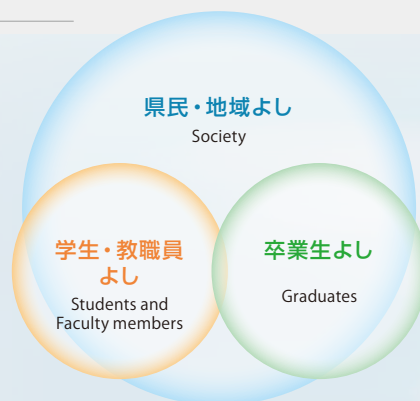 県民・地域よし
Society
学生・教職員
よし
Students and
Faculty members
卒業生よし
Graduates